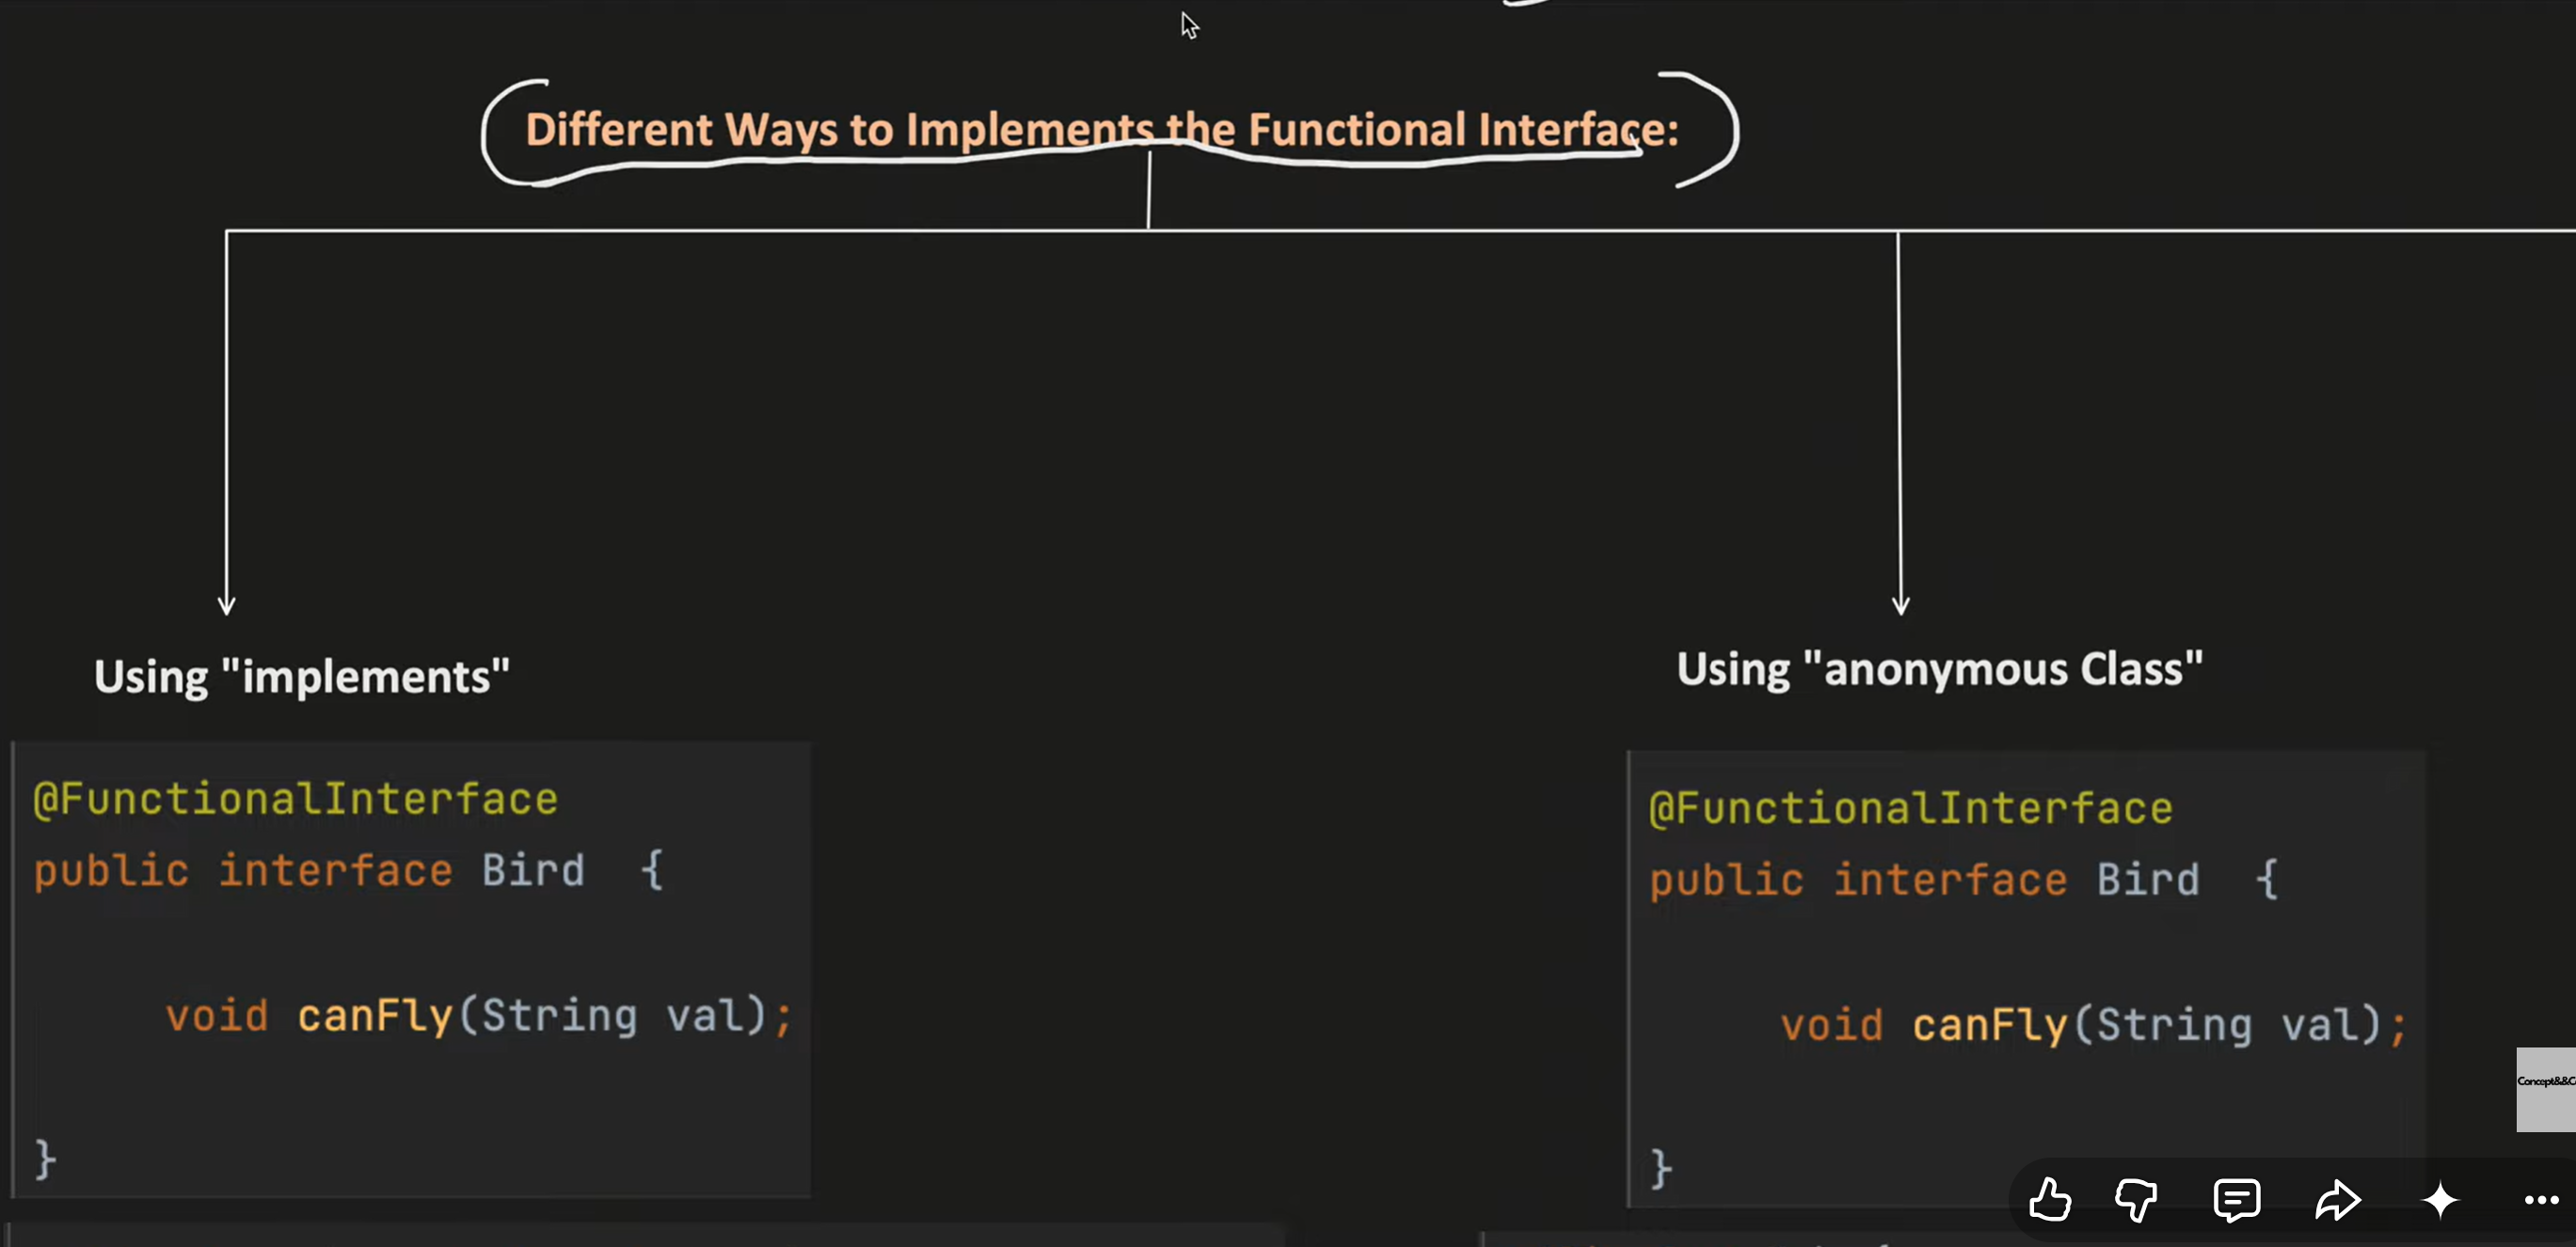 Different Ways to Implements the Functional Interface:
Using "implements"
@FunctionalInterface
public interface Bird {
void canFly(String val);
}
Using "anonymous Class"
@FunctionalInterface
public interface Bird {
void canFly(String val);
}
Concept&&C